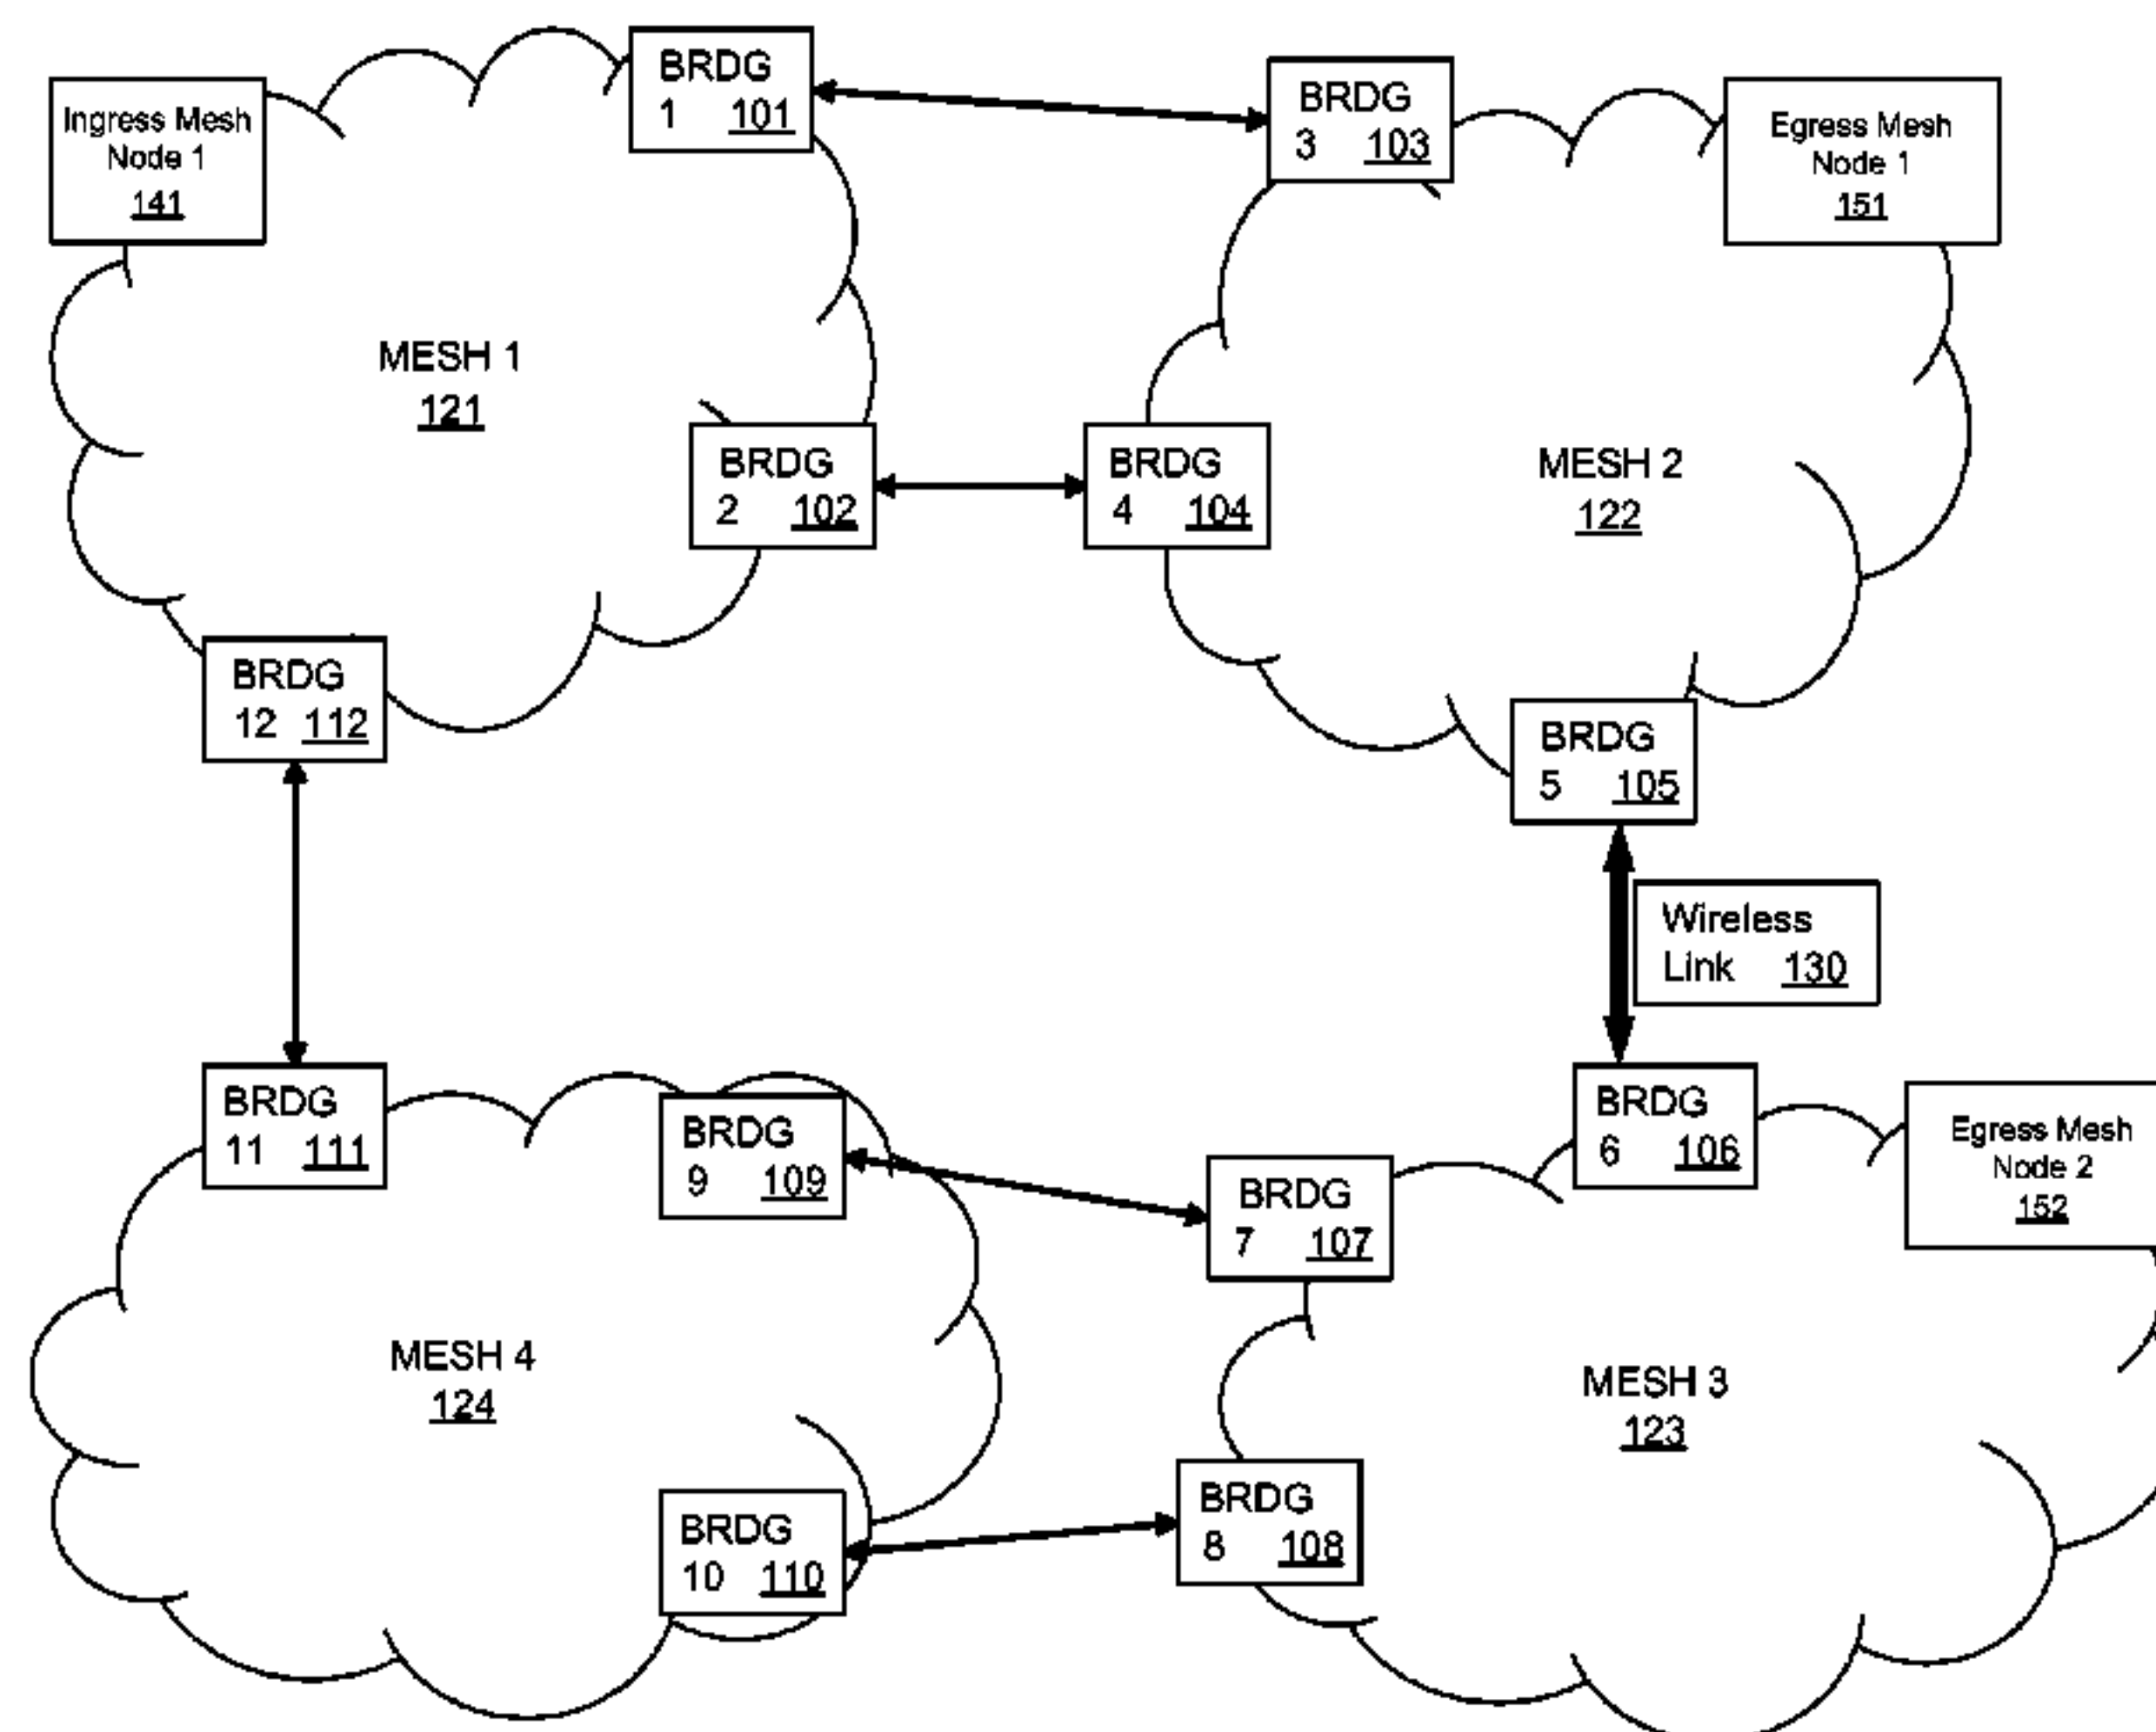 BRDG
1 101
BRDG
3 103
Ingress Mesh
Node 1
141
Egress Mesh
Node 1
151
MESH 1
121
BRDG
2 102
BRDG
4 104
MESH 2
122
BRDG
12 112
BRDG
5 105
Wireless
Link 130
BRDG
11 111
BRDG
9 109
BRDG
7 107
BRDG
6 106
Egress Mesh
Node 2
152
MESH 4
124
MESH 3
123
BRDG
10 110
BRDG
8 108